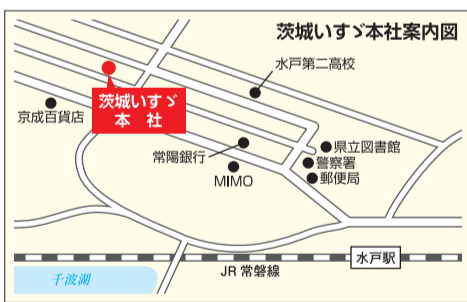 茨城いすゞ本社案内図
水戸第二高校
京成百貨店
茨城いすゞ
本 社
常陽銀行
MIMO
県立図書館
警察署
郵便局
水戸駅
JR 常磐線
千波湖